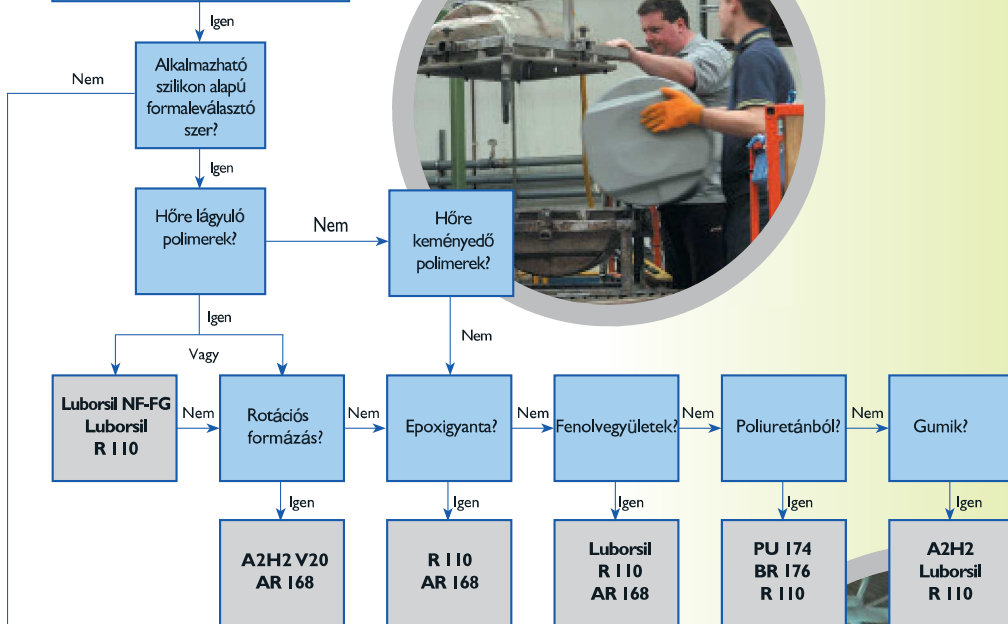 Igen
Alkalmazható
szilikon alapú
formaleválasztó
szer?
Nem
Igen
Hőre lágyuló
polimerek?
Nem
Hőre
keményedő
polimerek?
Igen
Vagy
Nem
Luborsil NF-FG
Luborsil
R 110
Nem
Rotációs
formázás?
Nem
Epoxigyanta?
Nem
Fenolvegyületek?
Nem
Poliuretánból?
Nem
Gumik?
Igen
Igen
Igen
Igen
Igen
A2H2 V20
AR 168
R 110
AR 168
Luborsil
R 110
AR 168
PU 174
BR 176
R 110
A2H2
Luborsil
R 110